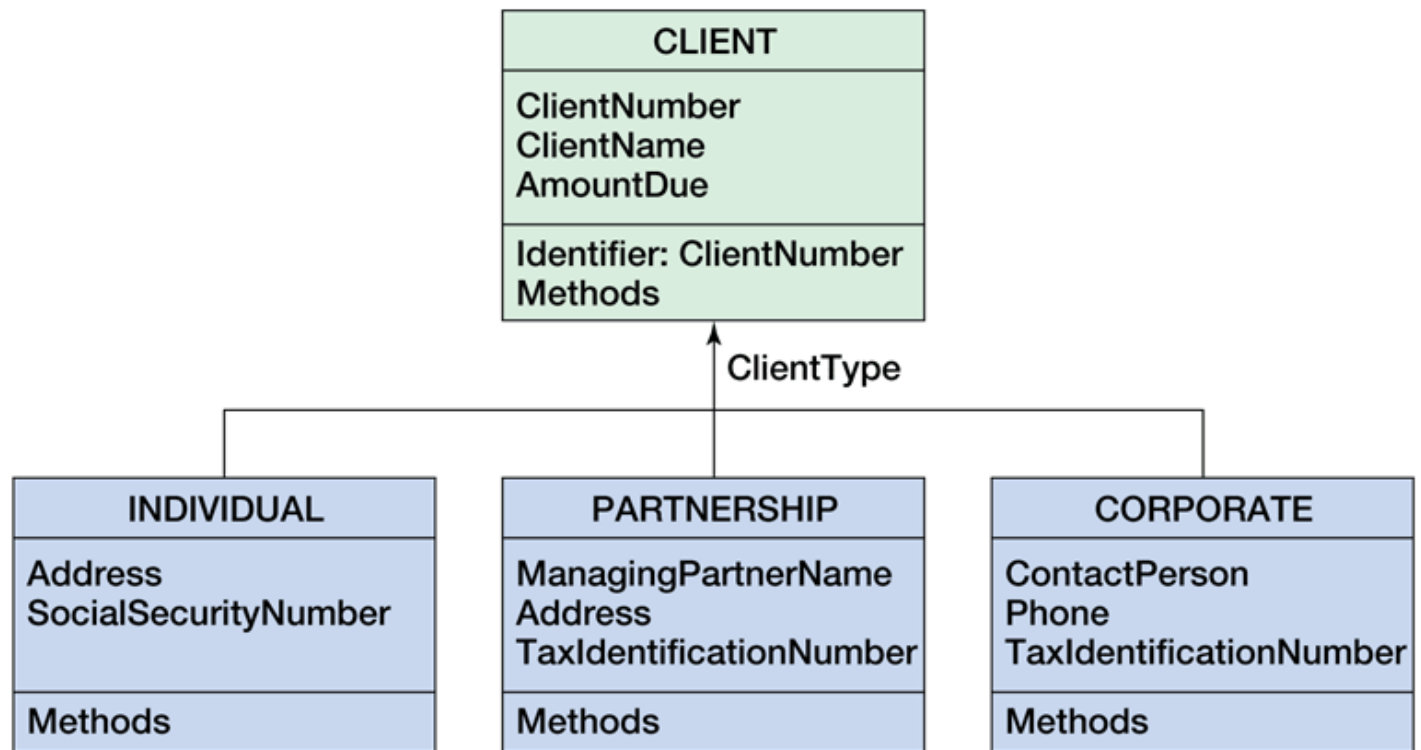 CLIENT
ClientNumber
ClientName
AmountDue
Identifier: ClientNumber
Methods
ClientType
INDIVIDUAL
Address
SocialSecurityNumber
Methods
PARTNERSHIP
ManagingPartnerName
Address
TaxIdentificationNumber
Methods
CORPORATE
ContactPerson
Phone
TaxIdentificationNumber
Methods